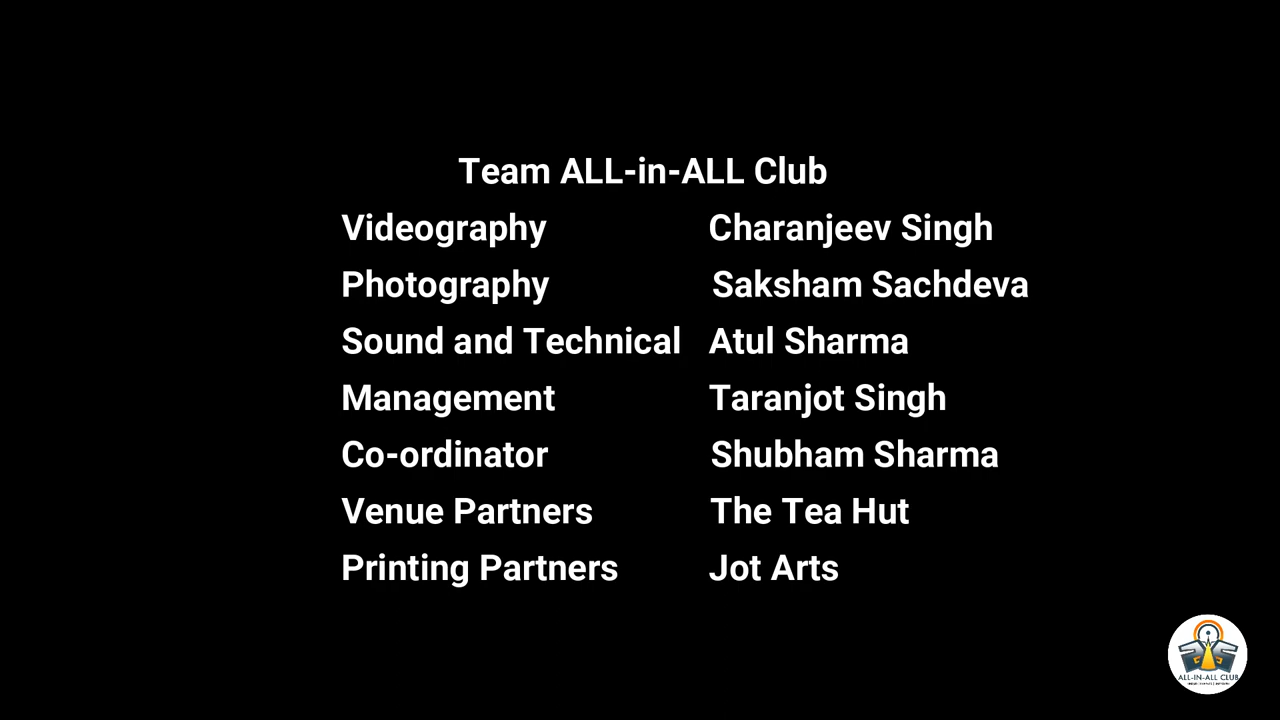 Team ALL-in-ALL Club
Videography Charanjeev Singh
Photography Saksham Sachdeva
Sound and Technical Atul Sharma
Management Taranjot Singh
Co-ordinator Shubham Sharma
Venue Partners The Tea Hut
Printing Partners Jot Arts
ALL-IN-ALL CLUB